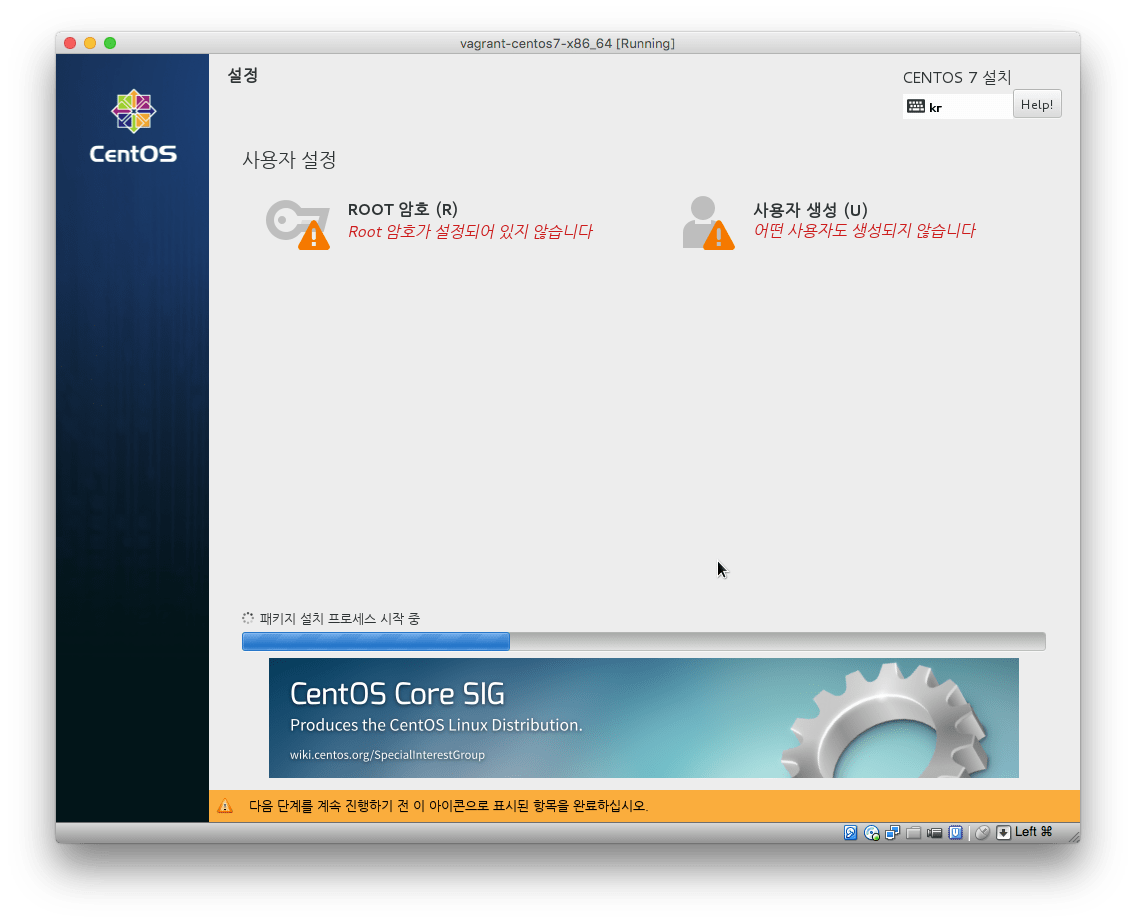 vagrant-centos7-x86_64 [Running]
CentOS
설정
CENTOS 7 설치
kr
Help!
사용자 설정
ROOT 암호 (R)
Root 암호가 설정되어 있지 않습니다
사용자 생성 (U)
어떤 사용자도 생성되지 않습니다
패키지 설치 프로세스 시작 중
CentOS Core SIG
Produces the CentOS Linux Distribution.
wiki.centos.org/SpecialInterestGroup
다음 단계를 계속 진행하기 전 이 아이콘으로 표시된 항목을 완료하십시오.
Left ⌘